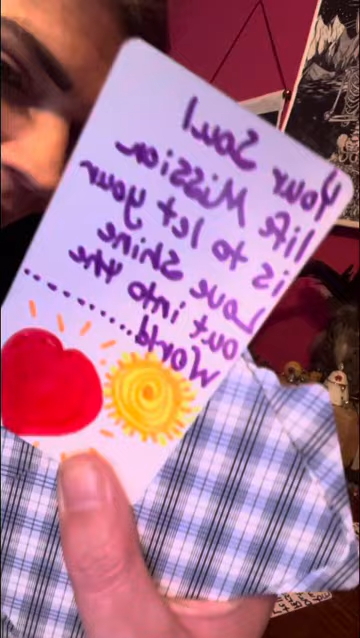 Your Soul
life Mission
is to let your
Love Shine
out into the
World